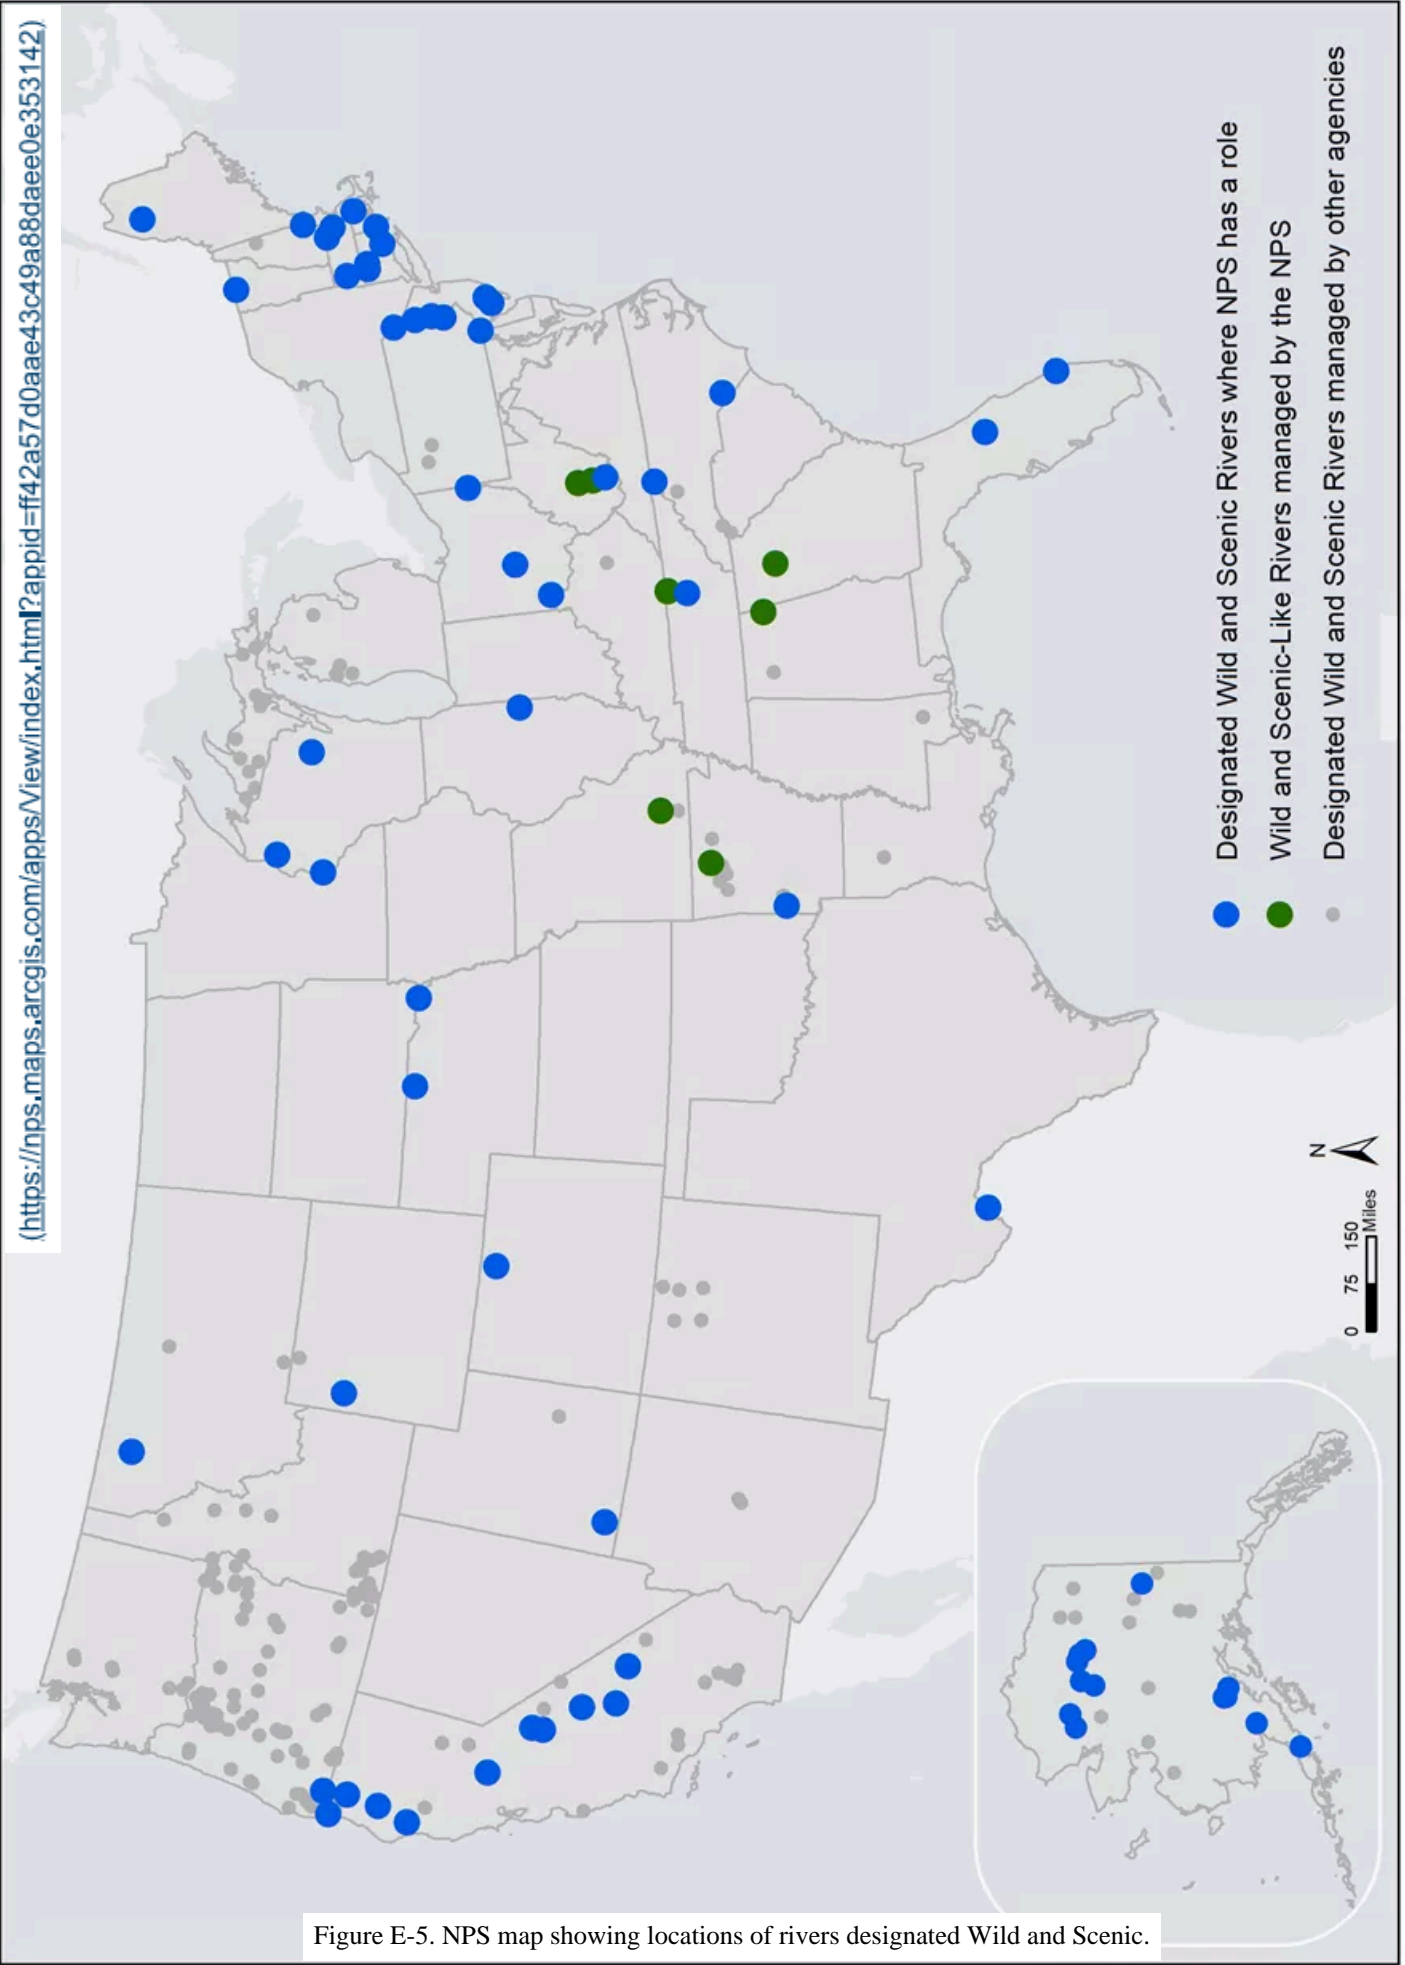 (https://nps.maps.arcgis.com/apps/View/index.html?appid=ff42a57d0aae43c49a88daee0e353142)
Designated Wild and Scenic Rivers where NPS has a role
Wild and Scenic-Like Rivers managed by the NPS
Designated Wild and Scenic Rivers managed by other agencies
N
0 75 150
Miles
Figure E-5. NPS map showing locations of rivers designated Wild and Scenic.